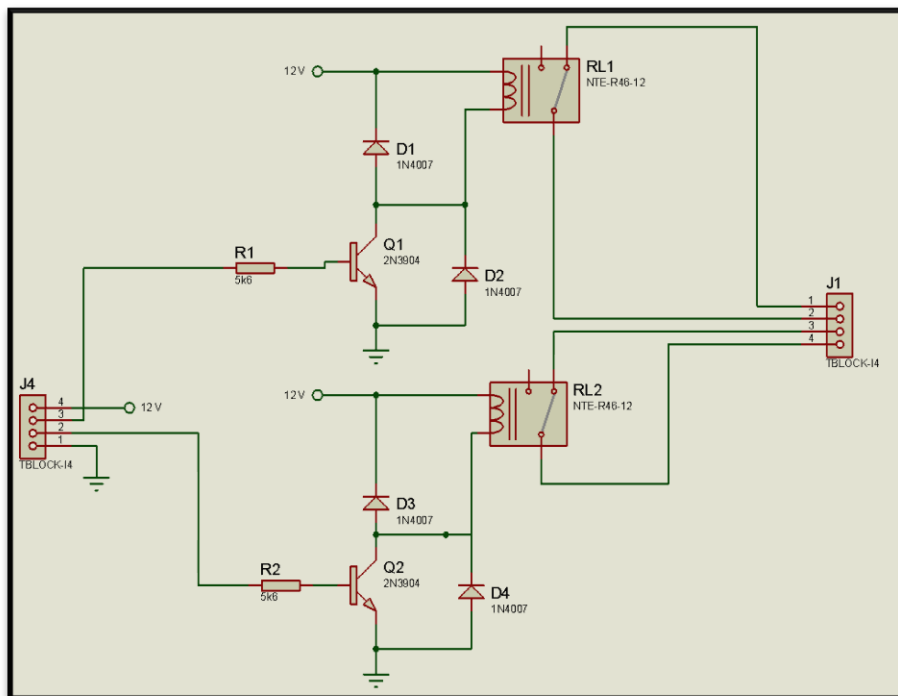 12V
RL1
NTE-R46-12
D1
1N4007
Q1
2N3904
R1
5k6
D2
1N4007
J1
1
2
3
4
TBLOCK-I4
12V
RL2
NTE-R46-12
J4
4
3
2
1
12V
TBLOCK-I4
D3
1N4007
Q2
2N3904
R2
5k6
D4
1N4007